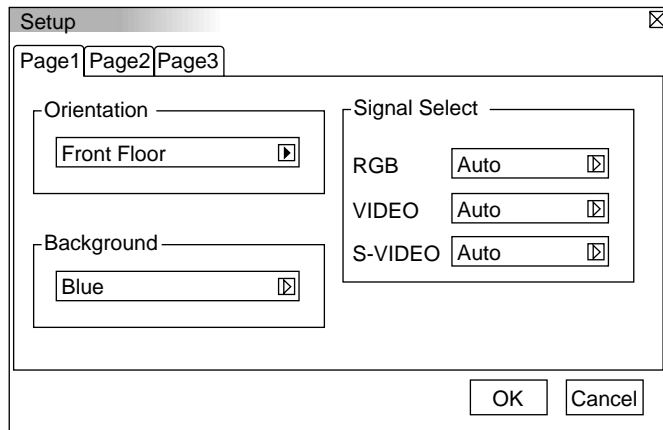 Setup
Page1 Page2 Page3
Orientation
Front Floor
Background
Blue
Signal Select
RGB Auto
VIDEO Auto
S-VIDEO Auto
OK Cancel